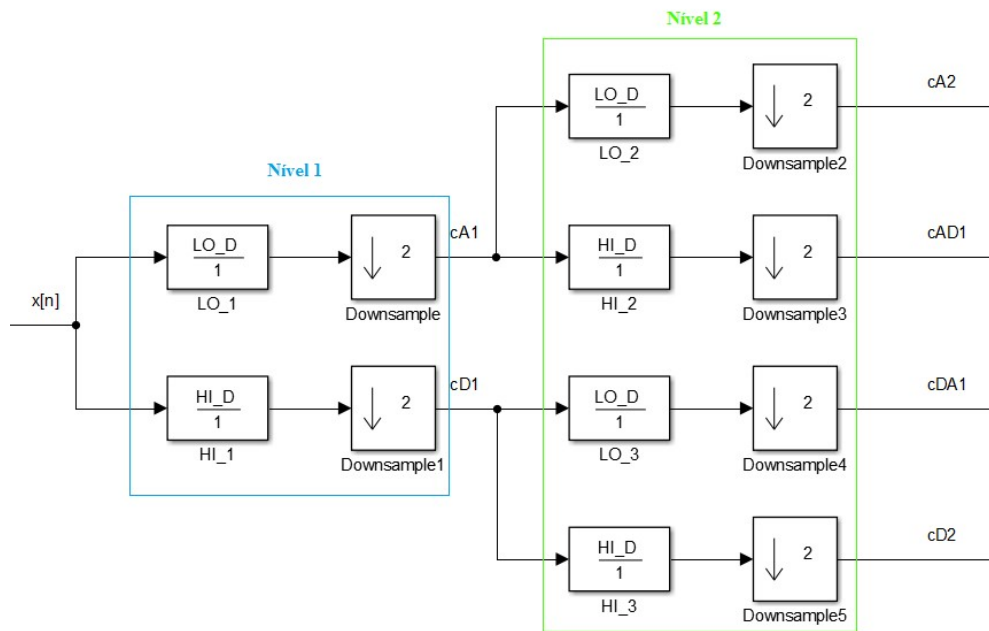 Nível 2
LO_D
1
LO_2
2
Downsample2
cA2
Nível 1
LO_D
1
LO_1
2
Downsample
cA1
HI_D
1
HI_2
2
Downsample3
cAD1
x[n]
HI_D
1
HI_1
2
Downsample1
cD1
LO_D
1
LO_3
2
Downsample4
cDA1
HI_D
1
HI_3
2
Downsample5
cD2